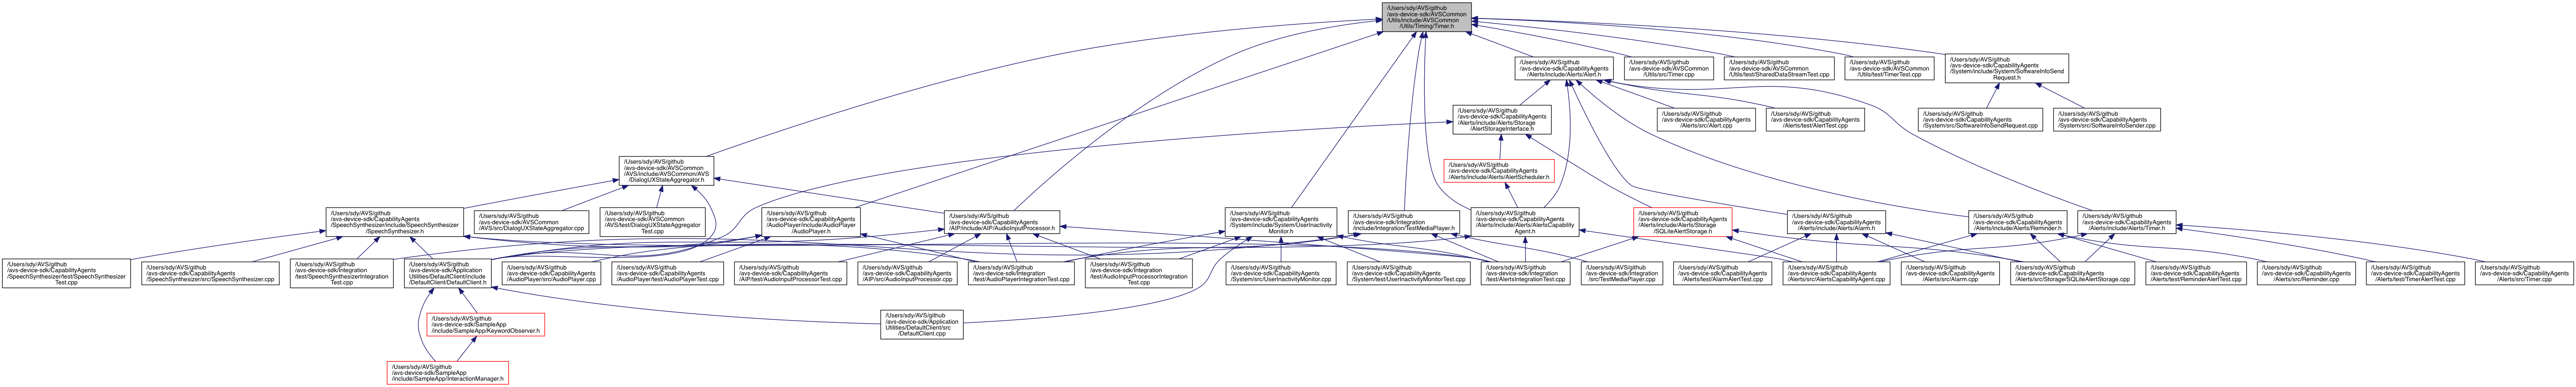 /Users/sdy/AVS/github
/avs-device-sdk/AVSCommon
/Utils/include/AVSCommon
/Utils/Timing/Timer.h
/Users/sdy/AVS/github
/avs-device-sdk/CapabilityAgents
/Alerts/include/Alerts/Alert.h
/Users/sdy/AVS/github
/avs-device-sdk/AVSCommon
/Utils/src/Timer.cpp
/Users/sdy/AVS/github
/avs-device-sdk/AVSCommon
/Utils/test/SharedDataStreamTest.cpp
/Users/sdy/AVS/github
/avs-device-sdk/AVSCommon
/Utils/test/TimerTest.cpp
/Users/sdy/AVS/github
/avs-device-sdk/CapabilityAgents
/System/include/System/SoftwareInfoSend
Request.h
/Users/sdy/AVS/github
/avs-device-sdk/CapabilityAgents
/Alerts/include/Alerts/Storage
/AlertStorageInterface.h
/Users/sdy/AVS/github
/avs-device-sdk/CapabilityAgents
/Alerts/src/Alert.cpp
/Users/sdy/AVS/github
/avs-device-sdk/CapabilityAgents
/Alerts/test/AlertTest.cpp
/Users/sdy/AVS/github
/avs-device-sdk/CapabilityAgents
/System/src/SoftwareInfoSendRequest.cpp
/Users/sdy/AVS/github
/avs-device-sdk/CapabilityAgents
/System/src/SoftwareInfoSender.cpp
/Users/sdy/AVS/github
/avs-device-sdk/AVSCommon
/AVS/include/AVSCommon/AVS
/DialogUXStateAggregator.h
/Users/sdy/AVS/github
/avs-device-sdk/CapabilityAgents
/Alerts/include/Alerts/AlertScheduler.h
/Users/sdy/AVS/github
/avs-device-sdk/CapabilityAgents
/SpeechSynthesizer/include/SpeechSynthesizer
/SpeechSynthesizer.h
/Users/sdy/AVS/github
/avs-device-sdk/AVSCommon
/AVS/src/DialogUXStateAggregator.cpp
/Users/sdy/AVS/github
/avs-device-sdk/AVSCommon
/AVS/test/DialogUXStateAggregator
Test.cpp
/Users/sdy/AVS/github
/avs-device-sdk/CapabilityAgents
/AudioPlayer/include/AudioPlayer
/AudioPlayer.h
/Users/sdy/AVS/github
/avs-device-sdk/CapabilityAgents
/AIP/include/AIP/AudioInputProcessor.h
/Users/sdy/AVS/github
/avs-device-sdk/CapabilityAgents
/System/include/System/UserInactivity
Monitor.h
/Users/sdy/AVS/github
/avs-device-sdk/Integration
/include/Integration/TestMediaPlayer.h
/Users/sdy/AVS/github
/avs-device-sdk/CapabilityAgents
/Alerts/include/Alerts/AlertsCapability
Agent.h
/Users/sdy/AVS/github
/avs-device-sdk/CapabilityAgents
/Alerts/include/Alerts/Storage
/SQLiteAlertStorage.h
/Users/sdy/AVS/github
/avs-device-sdk/CapabilityAgents
/Alerts/include/Alerts/Alarm.h
/Users/sdy/AVS/github
/avs-device-sdk/CapabilityAgents
/Alerts/include/Alerts/Reminder.h
/Users/sdy/AVS/github
/avs-device-sdk/CapabilityAgents
/Alerts/include/Alerts/Timer.h
/Users/sdy/AVS/github
/avs-device-sdk/CapabilityAgents
/SpeechSynthesizer/test/SpeechSynthesizer
Test.cpp
/Users/sdy/AVS/github
/avs-device-sdk/CapabilityAgents
/SpeechSynthesizer/src/SpeechSynthesizer.cpp
/Users/sdy/AVS/github
/avs-device-sdk/Integration
/test/SpeechSynthesizerIntegration
Test.cpp
/Users/sdy/AVS/github
/avs-device-sdk/Application
Utilities/DefaultClient/include
/DefaultClient/DefaultClient.h
/Users/sdy/AVS/github
/avs-device-sdk/CapabilityAgents
/AudioPlayer/src/AudioPlayer.cpp
/Users/sdy/AVS/github
/avs-device-sdk/CapabilityAgents
/AudioPlayer/test/AudioPlayerTest.cpp
/Users/sdy/AVS/github
/avs-device-sdk/CapabilityAgents
/AIP/test/AudioInputProcessorTest.cpp
/Users/sdy/AVS/github
/avs-device-sdk/CapabilityAgents
/AIP/src/AudioInputProcessor.cpp
/Users/sdy/AVS/github
/avs-device-sdk/Integration
/test/AudioPlayerIntegrationTest.cpp
/Users/sdy/AVS/github
/avs-device-sdk/Integration
/test/AudioInputProcessorIntegration
Test.cpp
/Users/sdy/AVS/github
/avs-device-sdk/CapabilityAgents
/System/src/UserInactivityMonitor.cpp
/Users/sdy/AVS/github
/avs-device-sdk/CapabilityAgents
/System/test/UserInactivityMonitorTest.cpp
/Users/sdy/AVS/github
/avs-device-sdk/Integration
/test/AlertsIntegrationTest.cpp
/Users/sdy/AVS/github
/avs-device-sdk/Integration
/src/TestMediaPlayer.cpp
/Users/sdy/AVS/github
/avs-device-sdk/CapabilityAgents
/Alerts/test/AlarmAlertTest.cpp
/Users/sdy/AVS/github
/avs-device-sdk/CapabilityAgents
/Alerts/src/AlertsCapabilityAgent.cpp
/Users/sdy/AVS/github
/avs-device-sdk/CapabilityAgents
/Alerts/src/Alarm.cpp
/Users/sdy/AVS/github
/avs-device-sdk/CapabilityAgents
/Alerts/src/Storage/SQLiteAlertStorage.cpp
/Users/sdy/AVS/github
/avs-device-sdk/CapabilityAgents
/Alerts/test/ReminderAlertTest.cpp
/Users/sdy/AVS/github
/avs-device-sdk/CapabilityAgents
/Alerts/src/Reminder.cpp
/Users/sdy/AVS/github
/avs-device-sdk/CapabilityAgents
/Alerts/test/TimerAlertTest.cpp
/Users/sdy/AVS/github
/avs-device-sdk/CapabilityAgents
/Alerts/src/Timer.cpp
/Users/sdy/AVS/github
/avs-device-sdk/SampleApp
/include/SampleApp/KeywordObserver.h
/Users/sdy/AVS/github
/avs-device-sdk/Application
Utilities/DefaultClient/src
/DefaultClient.cpp
/Users/sdy/AVS/github
/avs-device-sdk/SampleApp
/include/SampleApp/InteractionManager.h